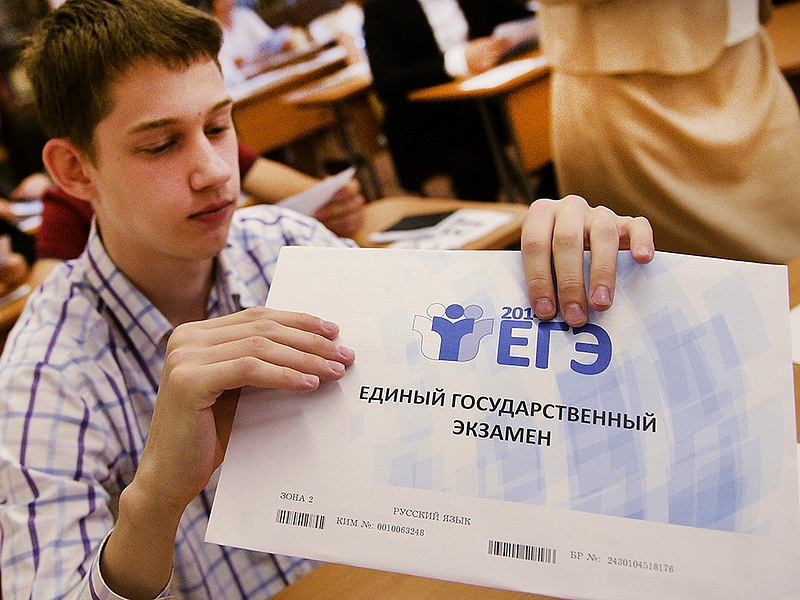 ЕГЭ
ЕДИНЫЙ ГОСУДАРСТВЕННЫЙ
ЭКЗАМЕН
ЗОНА 2
РУССКИЙ ЯЗЫК
КИМ №: 0010063248
БР №: 2430104518176